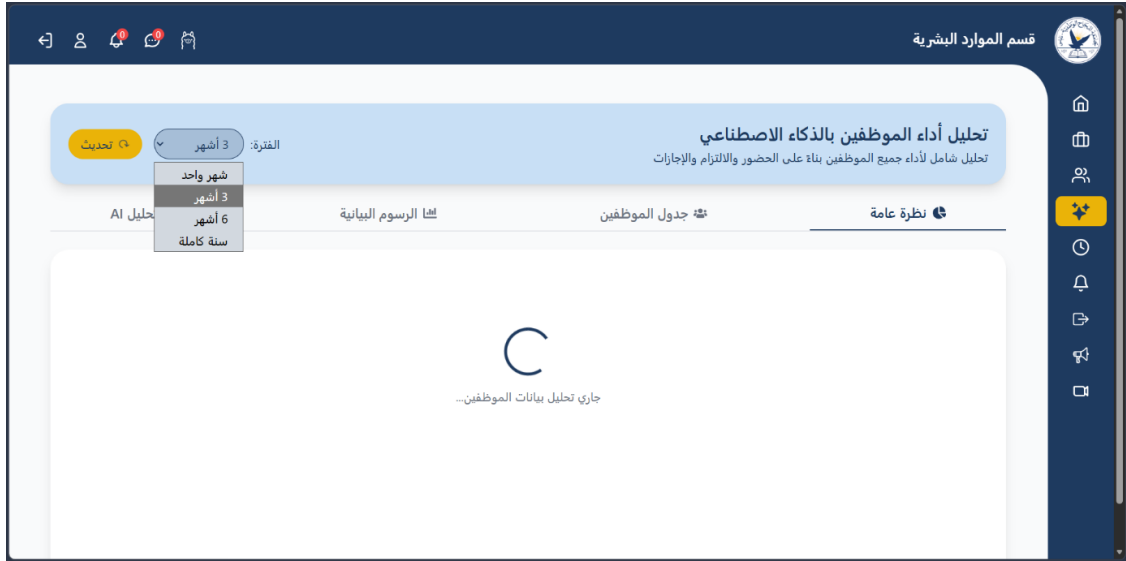 قسم الموارد البشرية
0
0
تحليل أداء الموظفين بالذكاء الاصطناعي
تحليل شامل لأداء جميع الموظفين بناءً على الحضور والالتزام والإجازات
الفترة:
3 أشهر
تحديث
شهر واحد
3 أشهر
6 أشهر
سنة كاملة
نظرة عامة
جدول الموظفين
الرسوم البيانية
تحليل AI
جاري تحليل بيانات الموظفين...